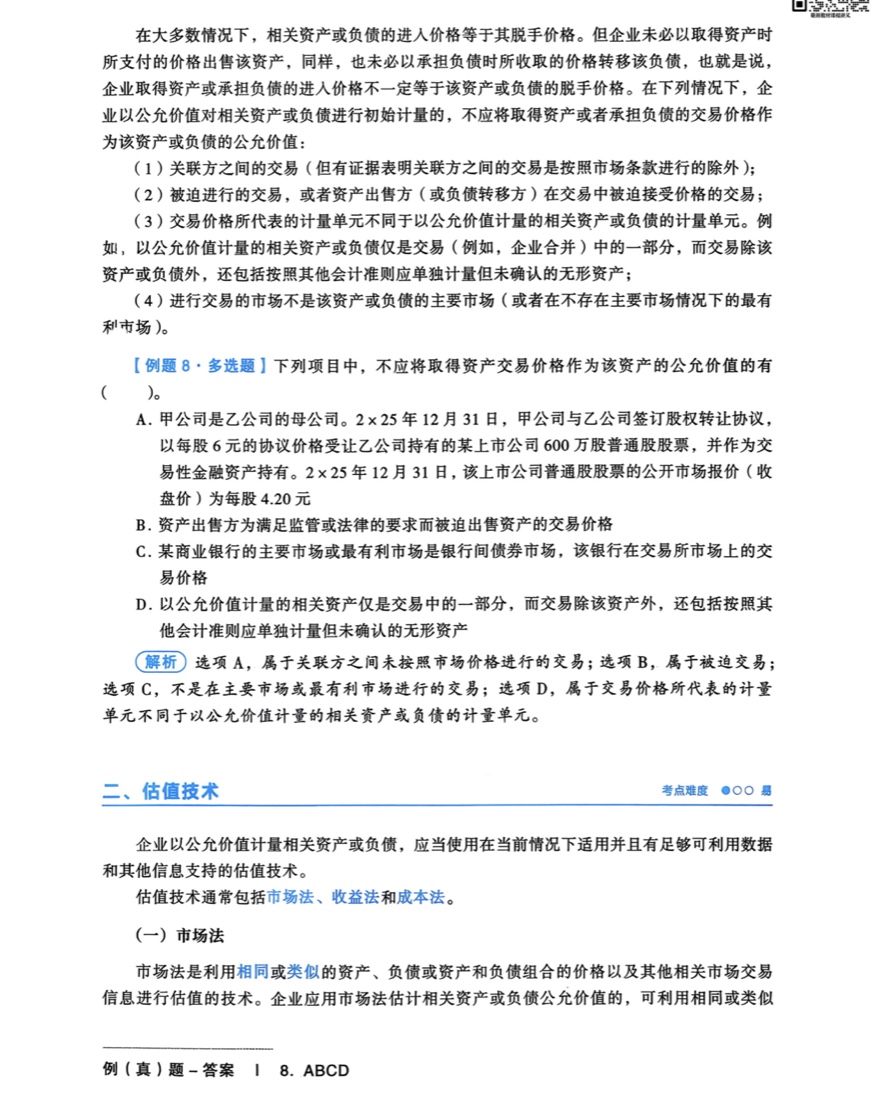 最新教材课程讲义
在大多数情况下，相关资产或负债的进入价格等于其脱手价格。但企业未必以取得资产时
所支付的价格出售该资产，同样，也未必以承担负债时所收取的价格转移该负债，也就是说，
企业取得资产或承担负债的进入价格不一定等于该资产或负债的脱手价格。在下列情况下，企
业以公允价值对相关资产或负债进行初始计量的，不应将取得资产或者承担负债的交易价格作
为该资产或负债的公允价值：
（1）关联方之间的交易（但有证据表明关联方之间的交易是按照市场条款进行的除外）；
（2）被迫进行的交易，或者资产出售方（或负债转移方）在交易中被迫接受价格的交易；
（3）交易价格所代表的计量单元不同于以公允价值计量的相关资产或负债的计量单元。例
如，以公允价值计量的相关资产或负债仅是交易（例如，企业合并）中的一部分，而交易除该
资产或负债外，还包括按照其他会计准则应单独计量但未确认的无形资产；
（4）进行交易的市场不是该资产或负债的主要市场（或者在不存在主要市场情况下的最有
利市场）。
【例题 8·多选题】下列项目中，不应将取得资产交易价格作为该资产的公允价值的有
（　　）。
A. 甲公司是乙公司的母公司。2×25 年 12 月 31 日，甲公司与乙公司签订股权转让协议，
以每股 6 元的协议价格受让乙公司持有的某上市公司 600 万股普通股股票，并作为交
易性金融资产持有。2×25 年 12 月 31 日，该上市公司普通股股票的公开市场报价（收
盘价）为每股 4.20 元
B. 资产出售方为满足监管或法律的要求而被迫出售资产的交易价格
C. 某商业银行的主要市场或最有利市场是银行间债券市场，该银行在交易所市场上的交
易价格
D. 以公允价值计量的相关资产仅是交易中的一部分，而交易除该资产外，还包括按照其
他会计准则应单独计量但未确认的无形资产
解析 选项 A，属于关联方之间未按照市场价格进行的交易；选项 B，属于被迫交易；
选项 C，不是在主要市场或最有利市场进行的交易；选项 D，属于交易价格所代表的计量
单元不同于以公允价值计量的相关资产或负债的计量单元。
二、估值技术 考点难度 易
企业以公允价值计量相关资产或负债，应当使用在当前情况下适用并且有足够可利用数据
和其他信息支持的估值技术。
估值技术通常包括市场法、收益法和成本法。
（一）市场法
市场法是利用相同或类似的资产、负债或资产和负债组合的价格以及其他相关市场交易
信息进行估值的技术。企业应用市场法估计相关资产或负债公允价值的，可利用相同或类似
例（真）题－答案 | 8. ABCD